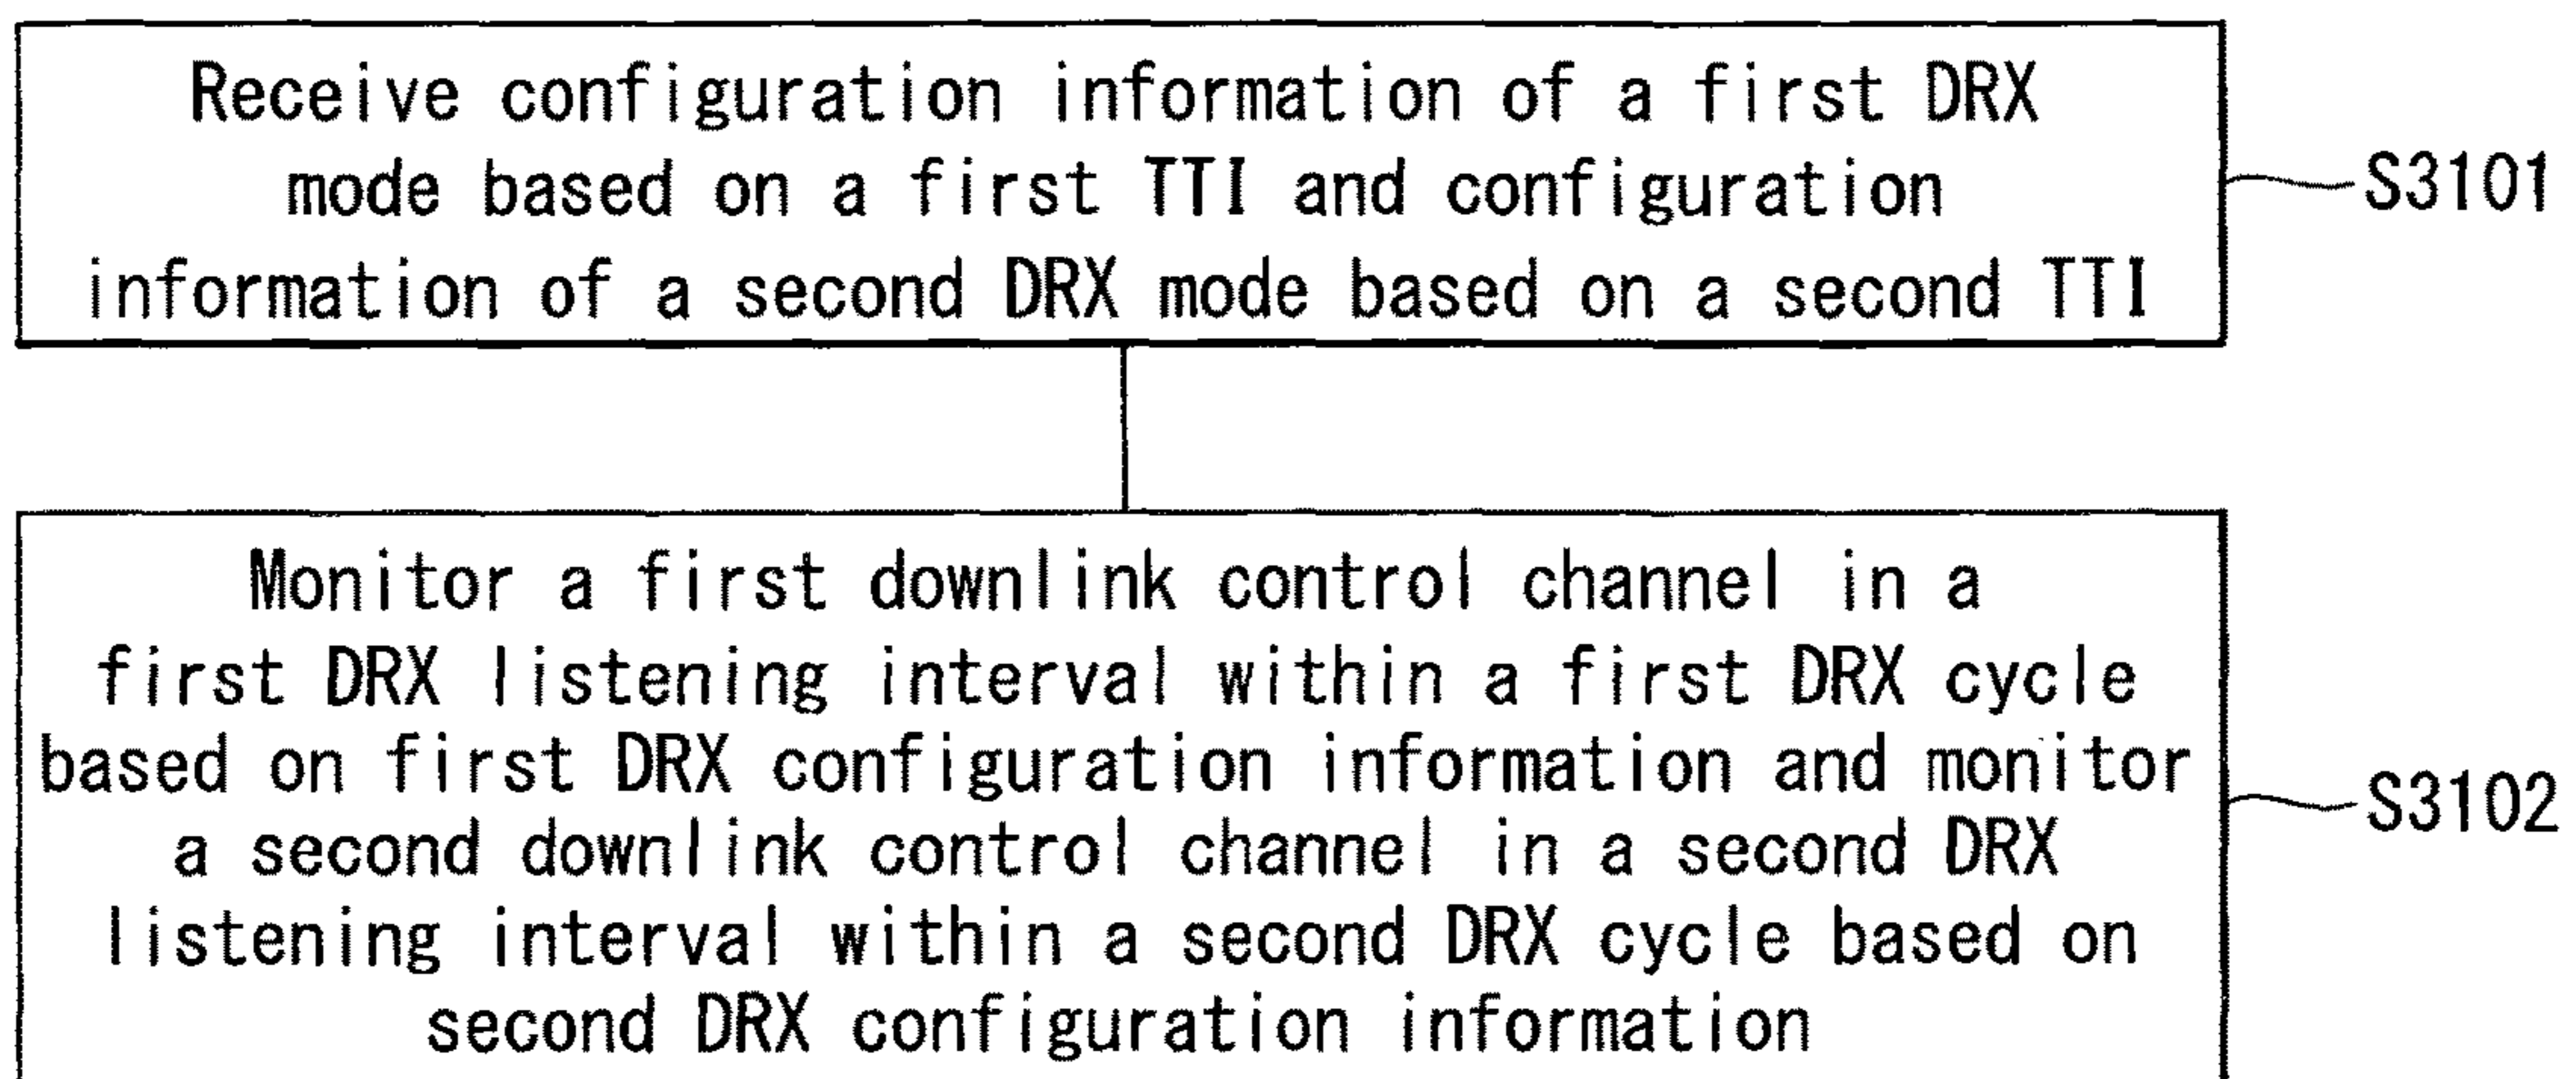 Receive configuration information of a first DRX
mode based on a first TTI and configuration
information of a second DRX mode based on a second TTI
S3101
Monitor a first downlink control channel in a
first DRX listening interval within a first DRX cycle
based on first DRX configuration information and monitor
a second downlink control channel in a second DRX
listening interval within a second DRX cycle based on
second DRX configuration information
S3102